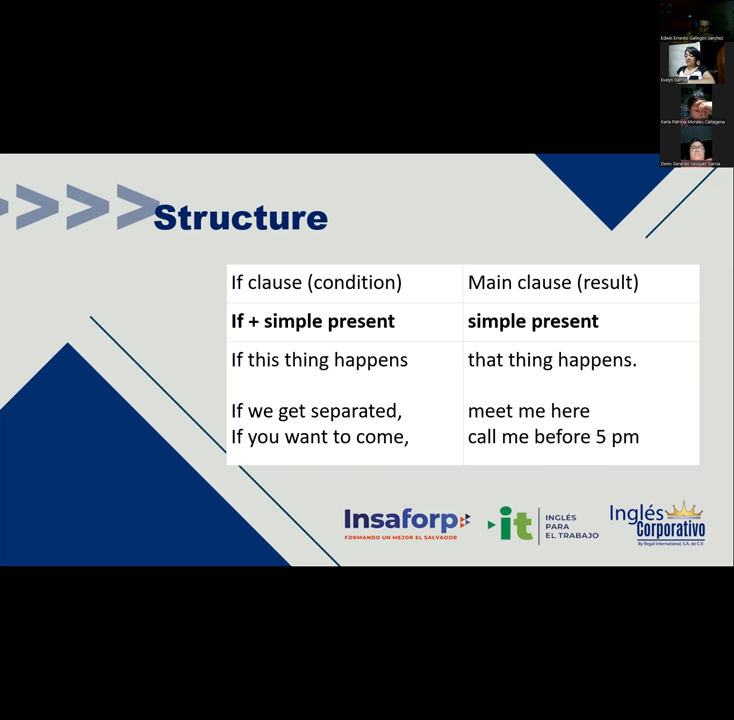 Edwin Ernesto Gallegos sanchez
Evelyn Garcia
Karla Patricia Morales Cartagena
Denis Gerardo Vasquez Garcia
>>>>
Structure
If clause (condition) Main clause (result)
If + simple present simple present
If this thing happens that thing happens.
If we get separated, meet me here
If you want to come, call me before 5 pm
Insaforp
FORMANDO UN MEJOR EL SALVADOR
it
INGLÉS
PARA
EL TRABAJO
Inglés
Corporativo
By Regal International, S.A. de C.V.